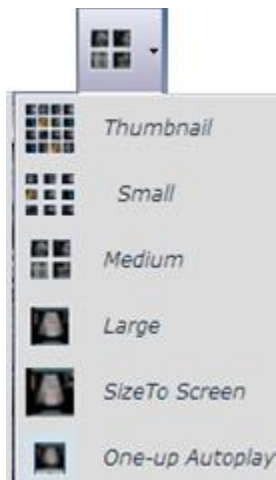 Thumbnail
Small
Medium
Large
SizeTo Screen
One-up Autoplay